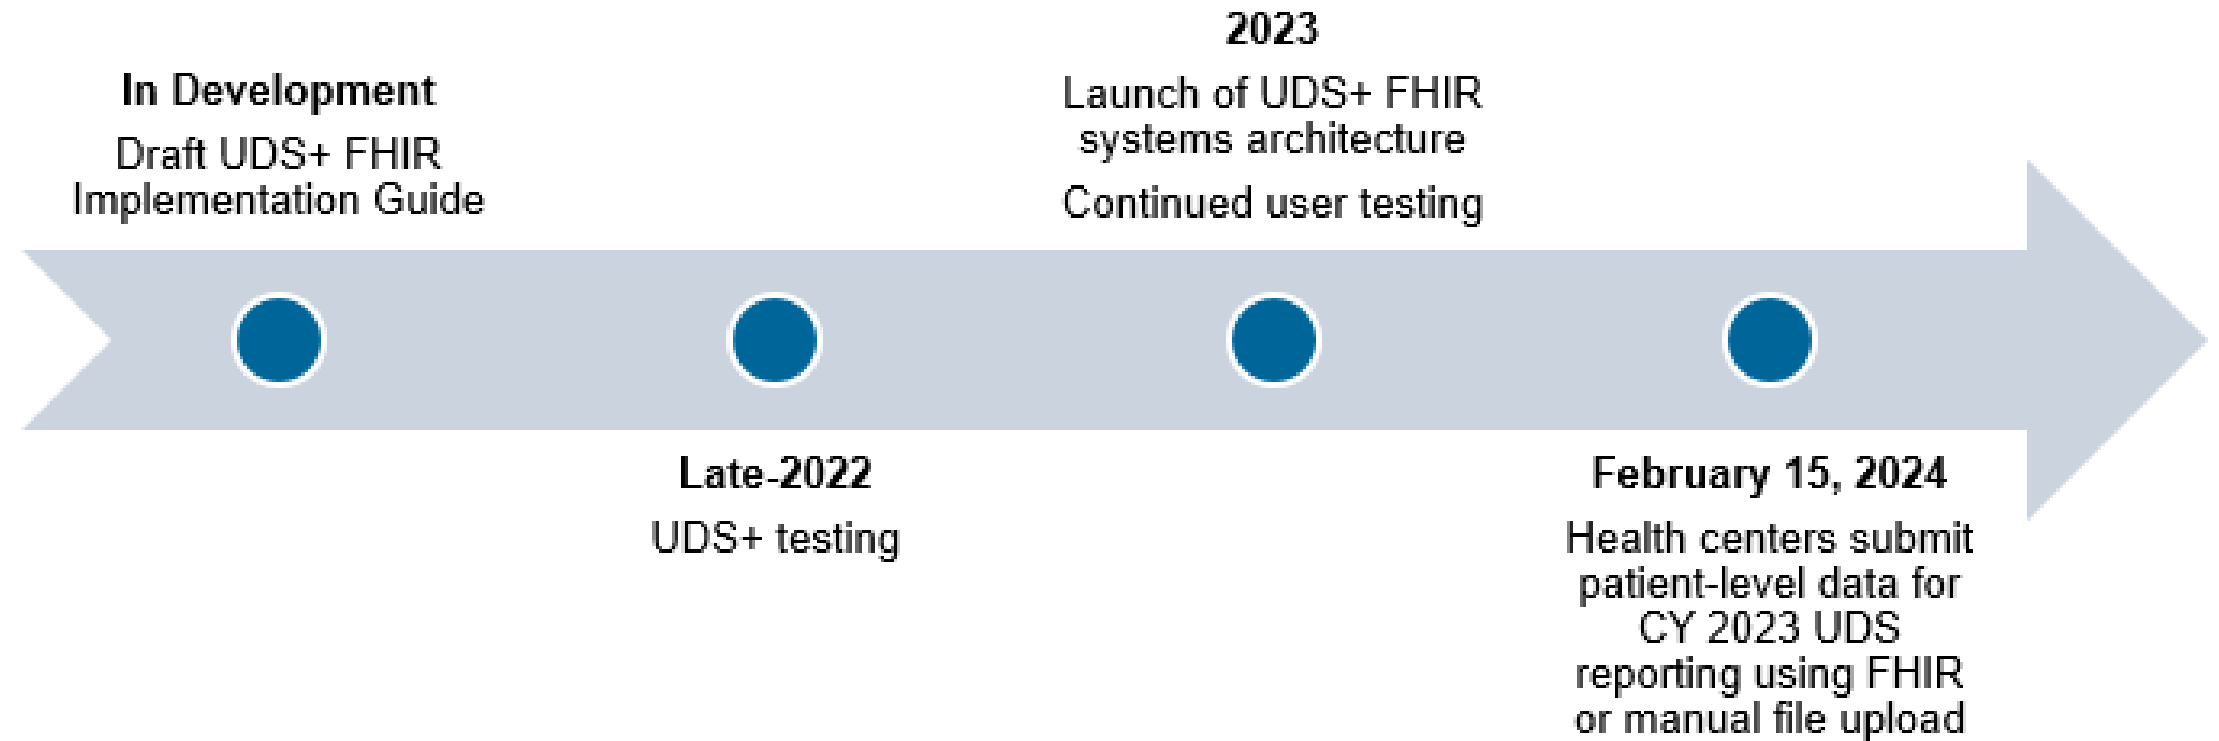 In Development
Draft UDS+ FHIR
Implementation Guide
Late-2022
UDS+ testing
2023
Launch of UDS+ FHIR
systems architecture
Continued user testing
February 15, 2024
Health centers submit
patient-level data for
CY 2023 UDS
reporting using FHIR
or manual file upload